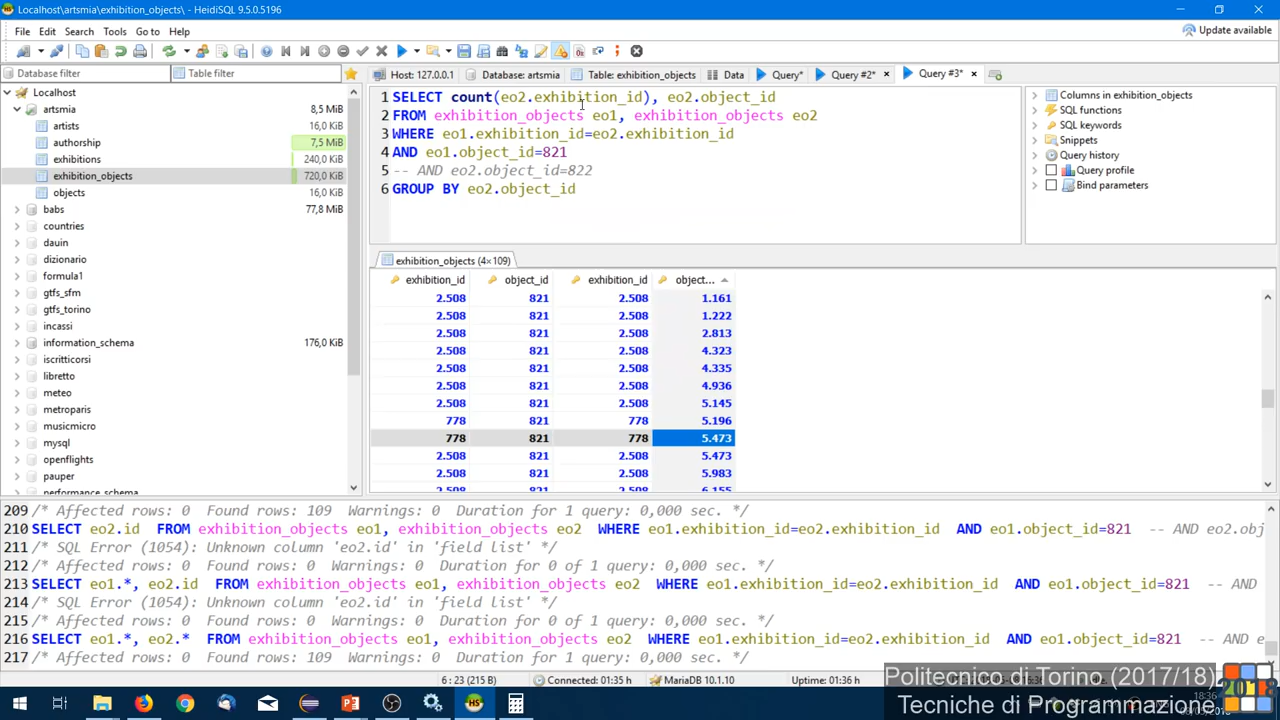 Localhost\artsmia\exhibition_objects\ - HeidiSQL 9.5.0.5196
File Edit Search Tools Go to Help
Update available
Database filter Table filter
Host: 127.0.0.1 Database: artsmia Table: exhibition_objects Data Query* Query #2* Query #3*
Localhost
artsmia 8,5 MiB
artists 16,0 KiB
authorship 7,5 MiB
exhibitions 240,0 KiB
exhibition_objects 720,0 KiB
objects 16,0 KiB
babs 77,8 MiB
countries
dauin
dizionario
formula1
gtfs_sfm
gtfs_torino
incassi
information_schema 176,0 KiB
iscritticorsi
libretto
meteo
metroparis
musicmicro
mysql
openflights
pauper
performance_schema
1 SELECT count(eo2.exhibition_id), eo2.object_id
2 FROM exhibition_objects eo1, exhibition_objects eo2
3 WHERE eo1.exhibition_id=eo2.exhibition_id
4 AND eo1.object_id=821
5 -- AND eo2.object_id=822
6 GROUP BY eo2.object_id
Columns in exhibition_objects
SQL functions
SQL keywords
Snippets
Query history
Query profile
Bind parameters
exhibition_objects (4×109)
exhibition_id object_id exhibition_id object...
2.508 821 2.508 1.161
2.508 821 2.508 1.222
2.508 821 2.508 2.813
2.508 821 2.508 4.323
2.508 821 2.508 4.335
2.508 821 2.508 4.936
2.508 821 2.508 5.145
778 821 778 5.196
778 821 778 5.473
2.508 821 2.508 5.473
2.508 821 2.508 5.983
2.508 821 2.508 6.155
209 /* Affected rows: 0 Found rows: 109 Warnings: 0 Duration for 1 query: 0,000 sec. */
210 SELECT eo2.id FROM exhibition_objects eo1, exhibition_objects eo2 WHERE eo1.exhibition_id=eo2.exhibition_id AND eo1.object_id=821 -- AND eo2.obj
211 /* SQL Error (1054): Unknown column 'eo2.id' in 'field list' */
212 /* Affected rows: 0 Found rows: 0 Warnings: 0 Duration for 0 of 1 query: 0,000 sec. */
213 SELECT eo1.*, eo2.id FROM exhibition_objects eo1, exhibition_objects eo2 WHERE eo1.exhibition_id=eo2.exhibition_id AND eo1.object_id=821 -- AND
214 /* SQL Error (1054): Unknown column 'eo2.id' in 'field list' */
215 /* Affected rows: 0 Found rows: 0 Warnings: 0 Duration for 0 of 1 query: 0,000 sec. */
216 SELECT eo1.*, eo2.* FROM exhibition_objects eo1, exhibition_objects eo2 WHERE eo1.exhibition_id=eo2.exhibition_id AND eo1.object_id=821 -- AND e
217 /* Affected rows: 0 Found rows: 109 Warnings: 0 Duration for 1 query: 0,000 sec. */
6 : 23 (215 B) Connected: 01:35 h MariaDB 10.1.10 Uptime: 01:36 h
Politecnico di Torino (2017/18)
Tecniche di Programmazione
2018
18:36